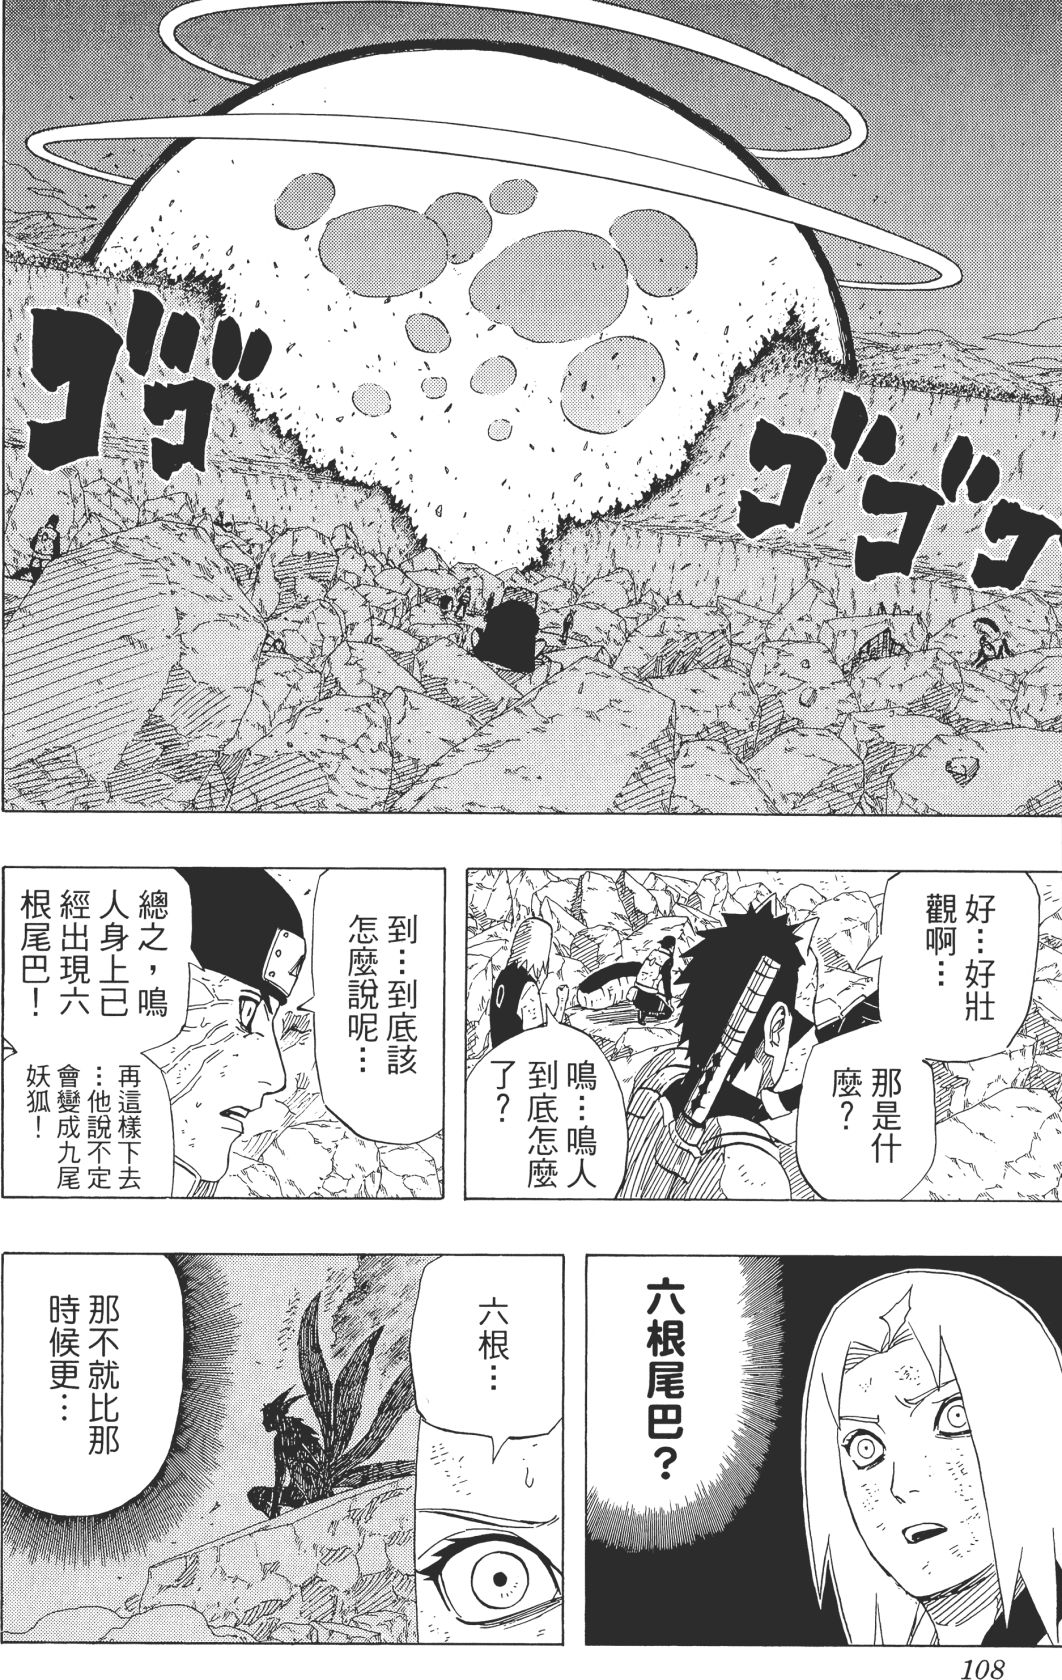 ゴゴゴ
ゴゴゴ
好…好壯
觀啊…
那是什
麼？
鳴…鳴人
到底怎麼
了？
到…到底該
怎麼說呢…
總之，鳴
人身上已
經出現六
根尾巴！
再這樣下去
…他說不定
會變成九尾
妖狐！
六根尾巴？
六根…
那不就比那
時候更…
108